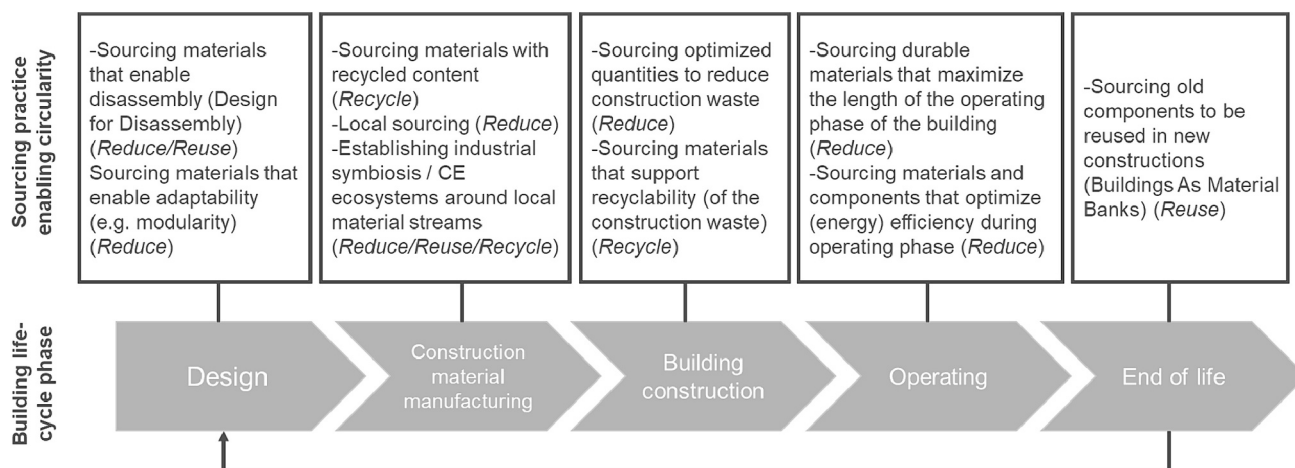 Sourcing practice
enabling circularity
-Sourcing materials
that enable
disassembly (Design
for Disassembly)
(Reduce/Reuse)
Sourcing materials that
enable adaptability
(e.g. modularity)
(Reduce)
-Sourcing materials with
recycled content
(Recycle)
-Local sourcing (Reduce)
-Establishing industrial
symbiosis / CE
ecosystems around local
material streams
(Reduce/Reuse/Recycle)
-Sourcing optimized
quantities to reduce
construction waste
(Reduce)
-Sourcing materials
that support
recyclability (of the
construction waste)
(Recycle)
-Sourcing durable
materials that maximize
the length of the operating
phase of the building
(Reduce)
-Sourcing materials and
components that optimize
(energy) efficiency during
operating phase (Reduce)
-Sourcing old
components to be
reused in new
constructions
(Buildings As Material
Banks) (Reuse)
Building life-
cycle phase
Design
Construction
material
manufacturing
Building
construction
Operating
End of life